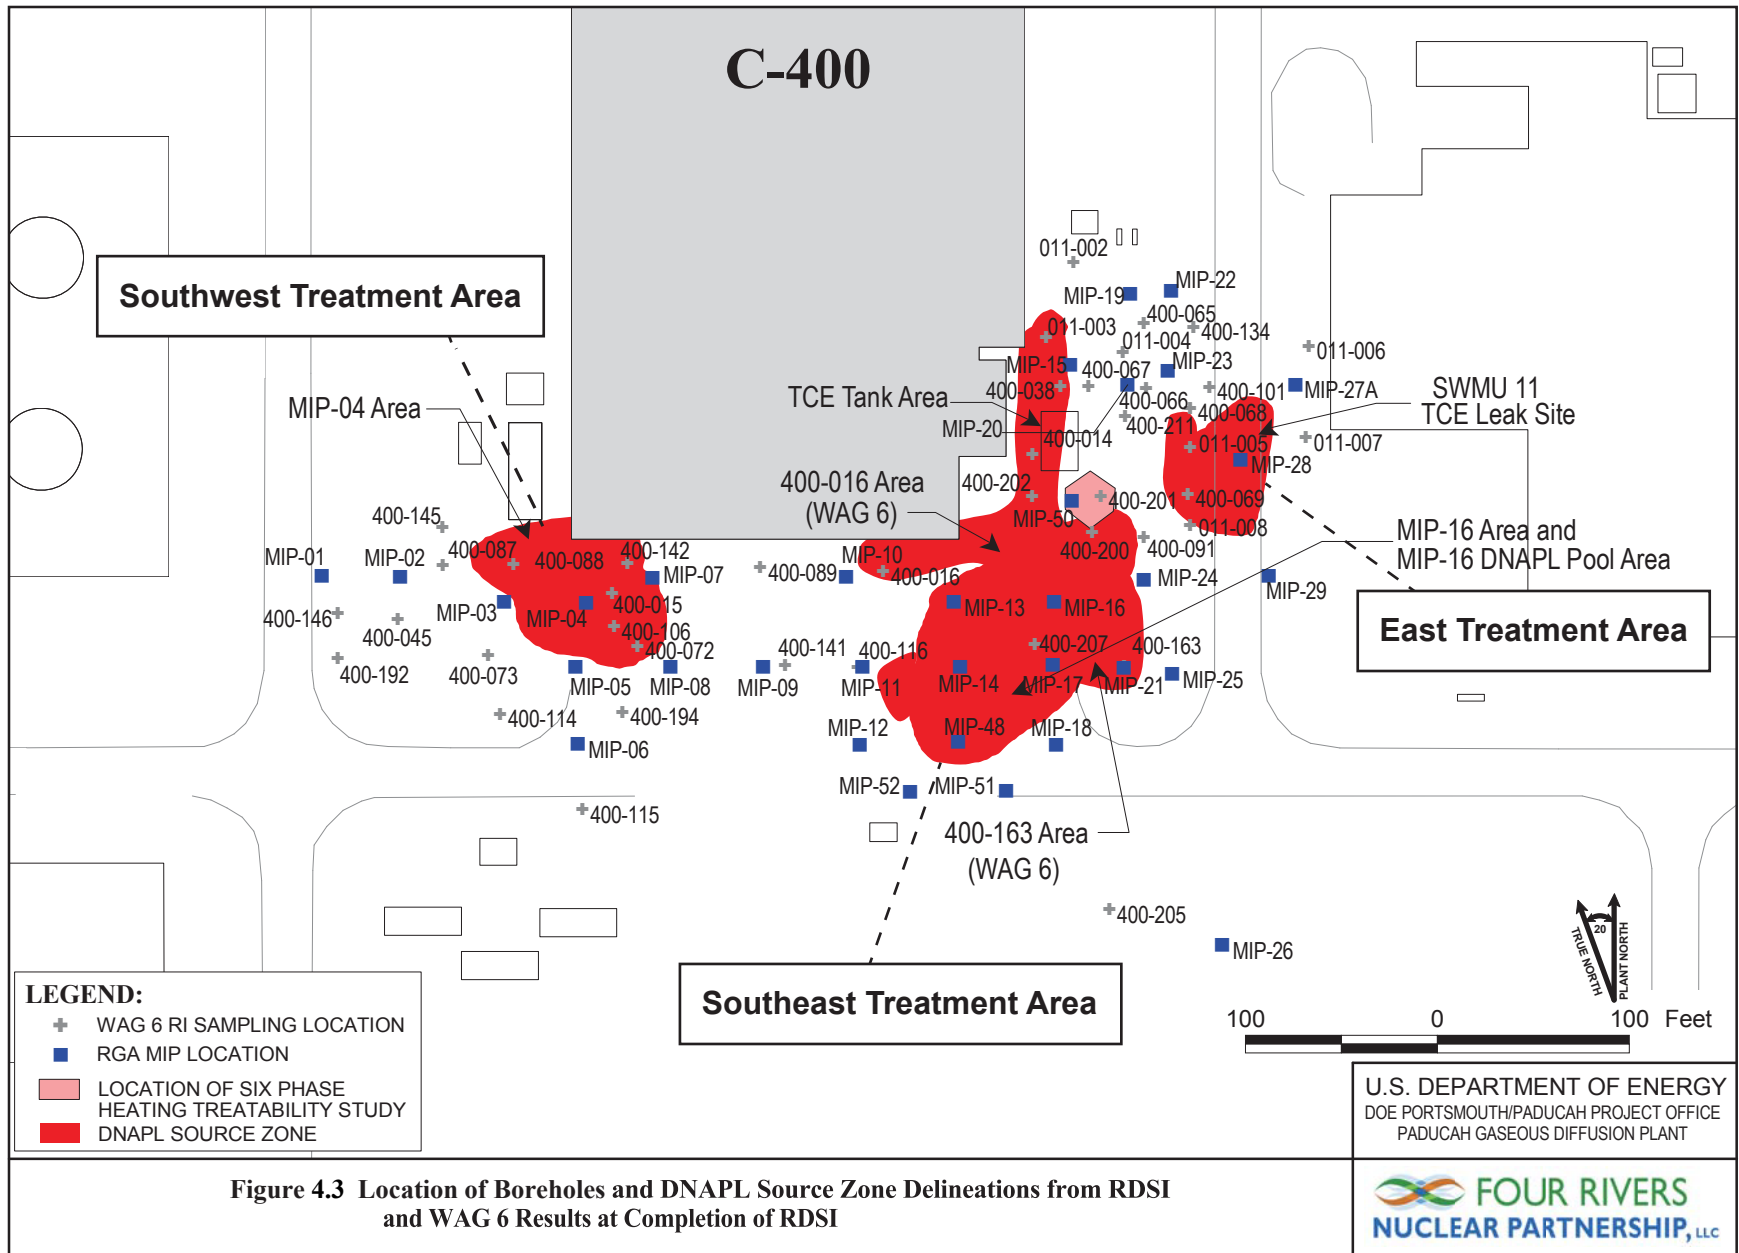 C-400
011-002
Southwest Treatment Area
MIP-19
MIP-22
400-065
400-134
011-003
011-004
011-006
MIP-15
400-067
MIP-23
400-038
400-066
400-101
MIP-27A
MIP-04 Area
TCE Tank Area
SWMU 11
TCE Leak Site
400-068
400-211
MIP-20
400-014
011-005
011-007
MIP-28
400-016 Area
(WAG 6)
400-202
400-201
400-069
MIP-50
011-008
400-145
MIP-16 Area and
MIP-16 DNAPL Pool Area
MIP-01
MIP-02
400-087
400-088
400-142
MIP-10
400-200
400-091
MIP-07
400-089
400-016
MIP-24
MIP-29
MIP-03
MIP-04
400-015
MIP-13
MIP-16
400-146
400-045
400-106
East Treatment Area
400-192
400-073
400-072
400-141
400-116
400-207
400-163
MIP-05
MIP-08
MIP-09
MIP-11
MIP-14
MIP-17
MIP-21
MIP-25
400-114
400-194
MIP-12
MIP-48
MIP-18
MIP-06
MIP-52
MIP-51
400-115
400-163 Area
(WAG 6)
400-205
MIP-26
20
TRUE NORTH
PLANT NORTH
Southeast Treatment Area
100 0 100 Feet
LEGEND:
WAG 6 RI SAMPLING LOCATION
RGA MIP LOCATION
LOCATION OF SIX PHASE
HEATING TREATABILITY STUDY
DNAPL SOURCE ZONE
U.S. DEPARTMENT OF ENERGY
DOE PORTSMOUTH/PADUCAH PROJECT OFFICE
PADUCAH GASEOUS DIFFUSION PLANT
Figure 4.3 Location of Boreholes and DNAPL Source Zone Delineations from RDSI
and WAG 6 Results at Completion of RDSI
FOUR RIVERS
NUCLEAR PARTNERSHIP, LLC